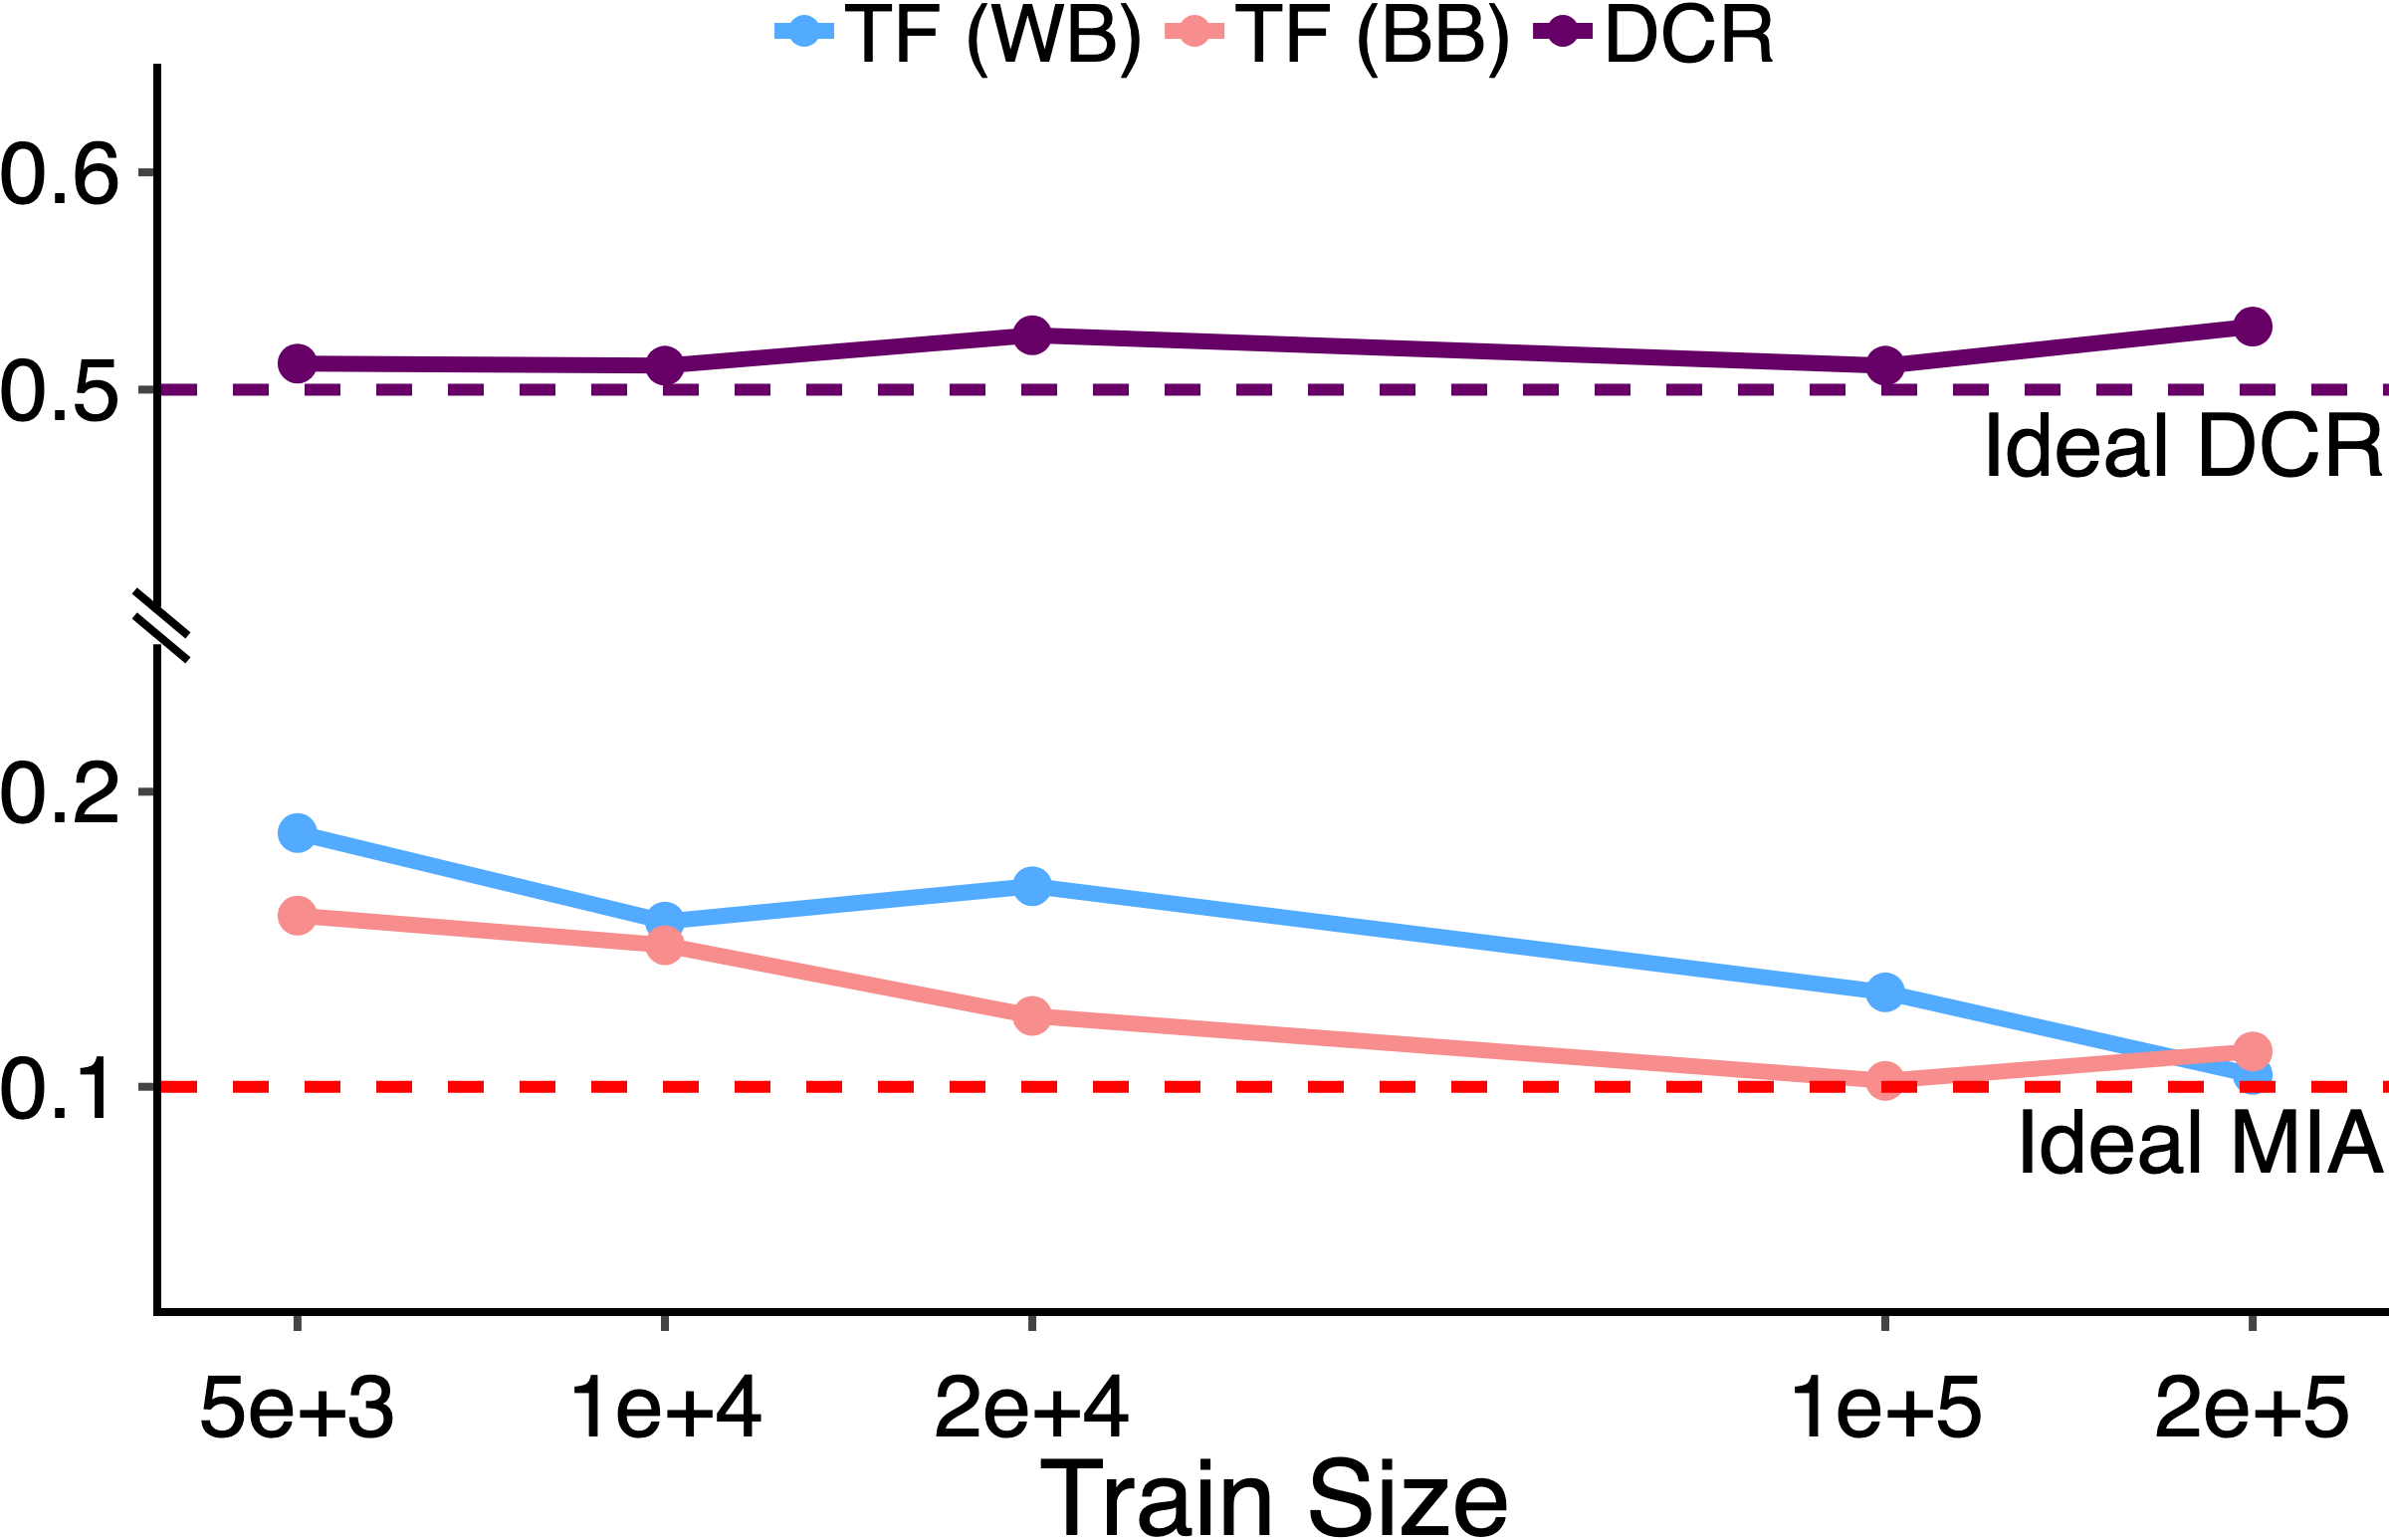 TF (WB) TF (BB) DCR
0.6
0.5
Ideal DCR
0.2
0.1
Ideal MIA
5e+3 1e+4 2e+4 1e+5 2e+5
Train Size